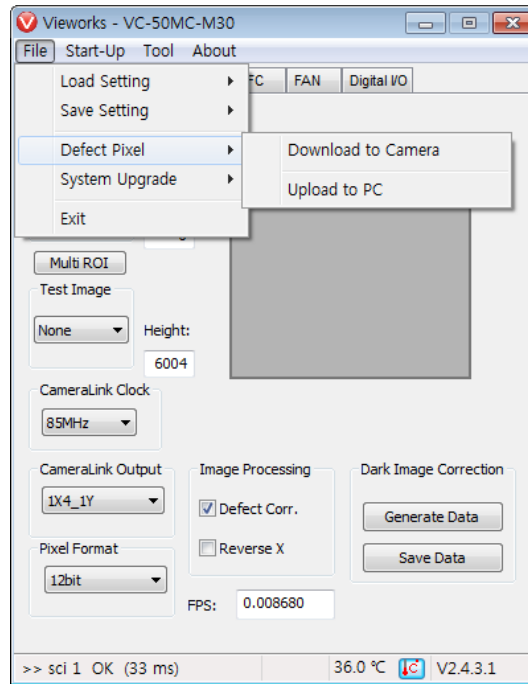 Vieworks - VC-50MC-M30
File Start-Up Tool About
FC FAN Digital I/O
Load Setting
Save Setting
Defect Pixel
System Upgrade
Exit
Download to Camera
Upload to PC
Multi ROI
Test Image
None
Height:
6004
CameraLink Clock
85MHz
CameraLink Output
1X4_1Y
Pixel Format
12bit
Image Processing
Defect Corr.
Reverse X
Dark Image Correction
Generate Data
Save Data
FPS: 0.008680
>> sci 1 OK (33 ms) 36.0 ℃ V2.4.3.1